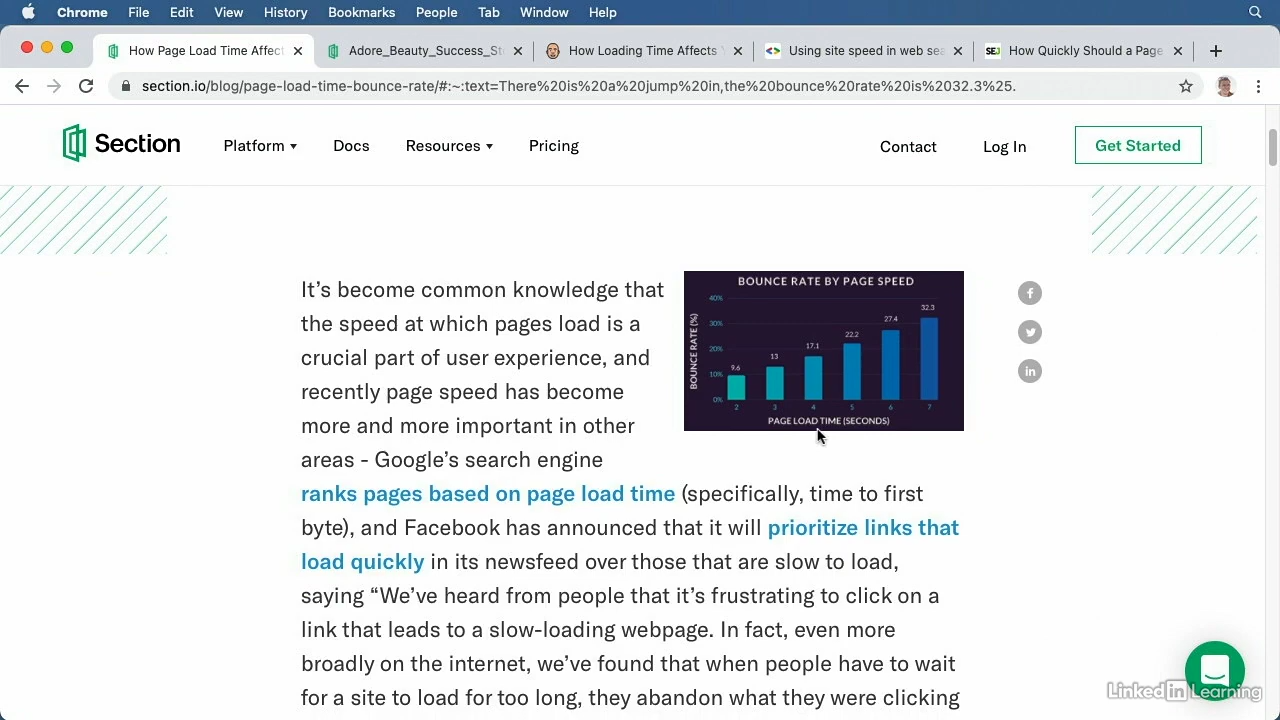 Chrome File Edit View History Bookmarks People Tab Window Help
How Page Load Time Affect
Adore_Beauty_Success_St
How Loading Time Affects
Using site speed in web sea
How Quickly Should a Page
section.io/blog/page-load-time-bounce-rate/#:~:text=There%20is%20a%20jump%20in,the%20bounce%20rate%20is%2032.3%25.
Section
Platform
Docs
Resources
Pricing
Contact
Log In
Get Started
It’s become common knowledge that
the speed at which pages load is a
crucial part of user experience, and
recently page speed has become
more and more important in other
areas - Google’s search engine
ranks pages based on page load time (specifically, time to first
byte), and Facebook has announced that it will prioritize links that
load quickly in its newsfeed over those that are slow to load,
saying “We’ve heard from people that it’s frustrating to click on a
link that leads to a slow-loading webpage. In fact, even more
broadly on the internet, we’ve found that when people have to wait
for a site to load for too long, they abandon what they were clicking
BOUNCE RATE BY PAGE SPEED
BOUNCE RATE (%)
40%
30%
20%
10%
0%
9.6
13
17.1
22.2
27.4
32.3
2 3 4 5 6 7
PAGE LOAD TIME (SECONDS)
LinkedIn Learning